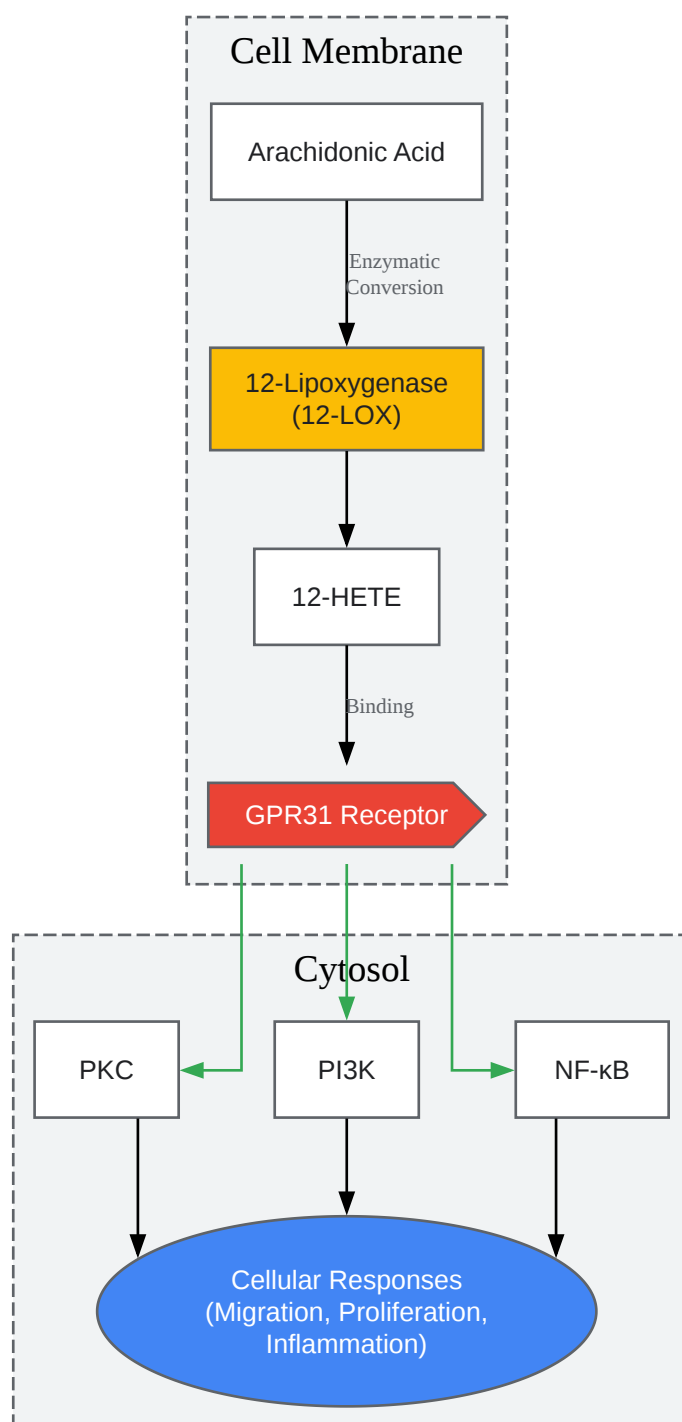 Cell Membrane
Arachidonic Acid
Enzymatic
Conversion
12-Lipoxygenase
(12-LOX)
12-HETE
Binding
GPR31 Receptor
Cytosol
PKC
PI3K
NF-κB
Cellular Responses
(Migration, Proliferation,
Inflammation)